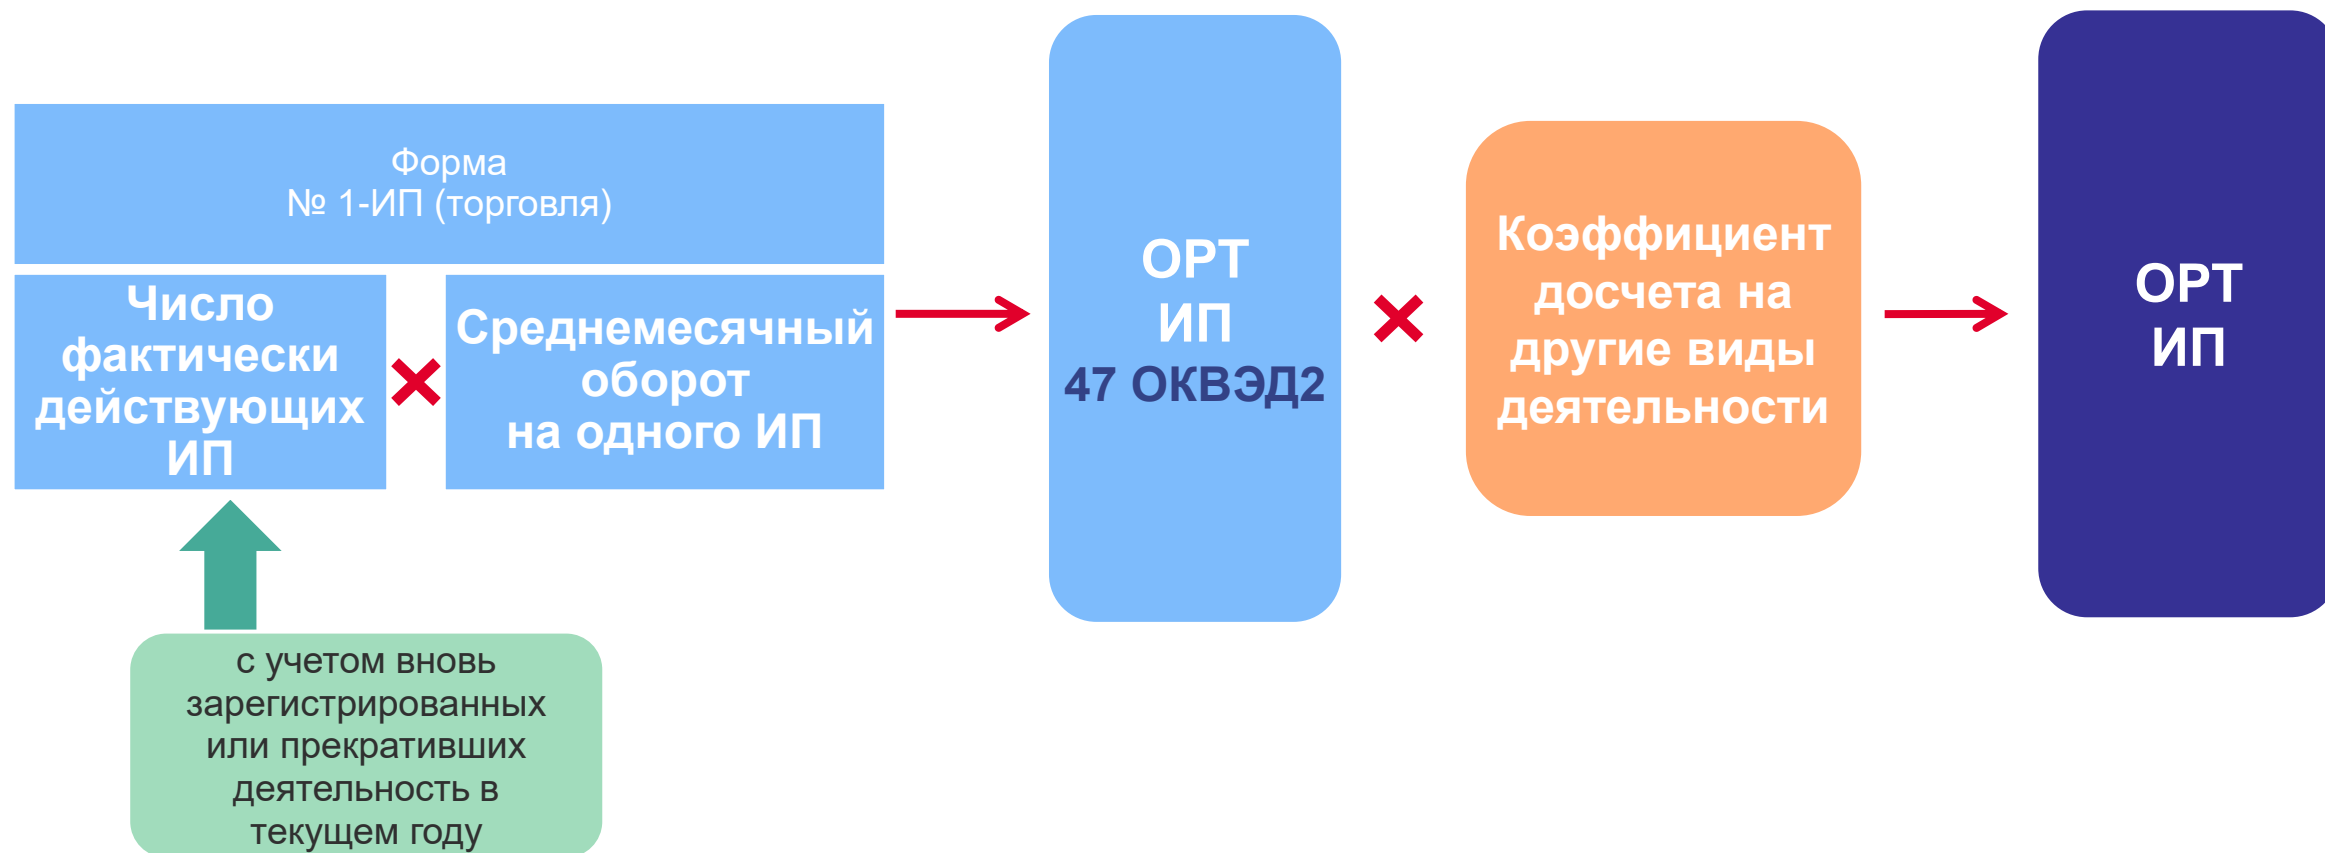 Форма
№ 1-ИП (торговля)
Число
фактически
действующих
ИП
Среднемесячный
оборот
на одного ИП
с учетом вновь
зарегистрированных
или прекративших
деятельность в
текущем году
ОРТ
ИП
47 ОКВЭД2
Коэффициент
досчета на
другие виды
деятельности
ОРТ
ИП